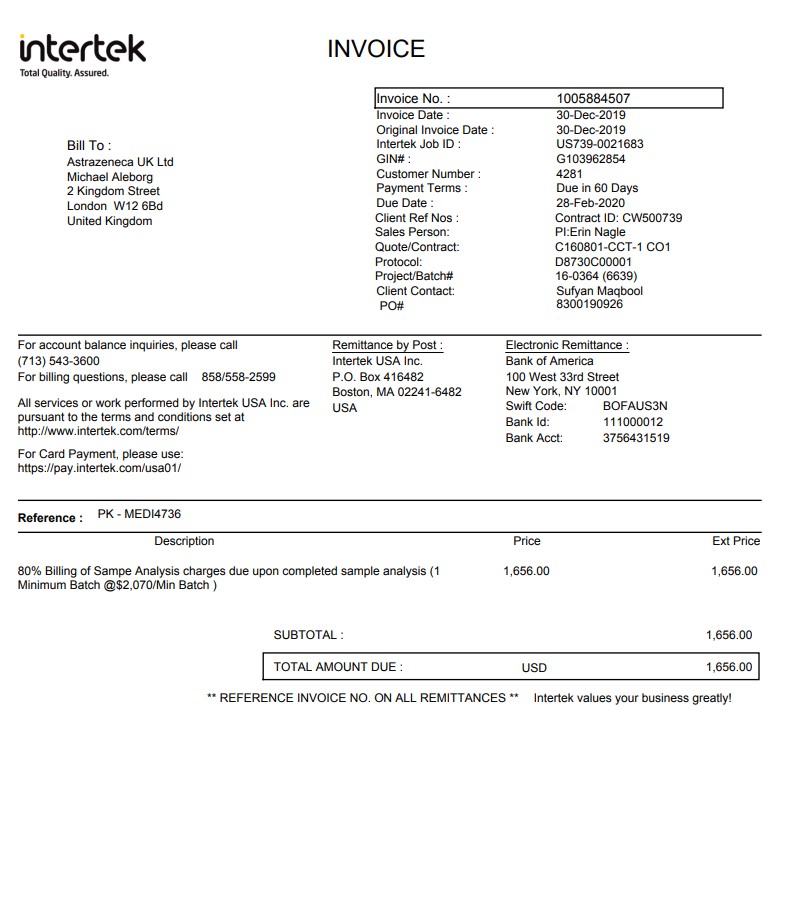 intertek
Total Quality. Assured.
INVOICE
Invoice No. : 1005884507
Invoice Date : 30-Dec-2019
Original Invoice Date : 30-Dec-2019
Intertek Job ID : US739-0021683
GIN# : G103962854
Customer Number : 4281
Payment Terms : Due in 60 Days
Due Date : 28-Feb-2020
Client Ref Nos : Contract ID: CW500739
Sales Person: PI:Erin Nagle
Quote/Contract: C160801-CCT-1 CO1
Protocol: D8730C00001
Project/Batch# 16-0364 (6639)
Client Contact: Sufyan Maqbool
PO# 8300190926
Bill To :
Astrazeneca UK Ltd
Michael Aleborg
2 Kingdom Street
London W12 6Bd
United Kingdom
For account balance inquiries, please call
(713) 543-3600
For billing questions, please call 858/558-2599
All services or work performed by Intertek USA Inc. are
pursuant to the terms and conditions set at
http://www.intertek.com/terms/
For Card Payment, please use:
https://pay.intertek.com/usa01/
Remittance by Post :
Intertek USA Inc.
P.O. Box 416482
Boston, MA 02241-6482
USA
Electronic Remittance :
Bank of America
100 West 33rd Street
New York, NY 10001
Swift Code: BOFAUS3N
Bank Id: 111000012
Bank Acct: 3756431519
Reference : PK - MEDI4736
Description Price Ext Price
80% Billing of Sampe Analysis charges due upon completed sample analysis (1 1,656.00 1,656.00
Minimum Batch @$2,070/Min Batch )
SUBTOTAL : 1,656.00
TOTAL AMOUNT DUE : USD 1,656.00
** REFERENCE INVOICE NO. ON ALL REMITTANCES ** Intertek values your business greatly!